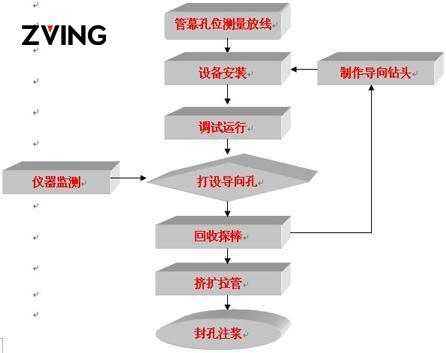 ZVING
管幕孔位测量放线
设备安装
制作导向钻头
调试运行
仪器监测
打设导向孔
回收探棒
挤扩拉管
封孔注浆